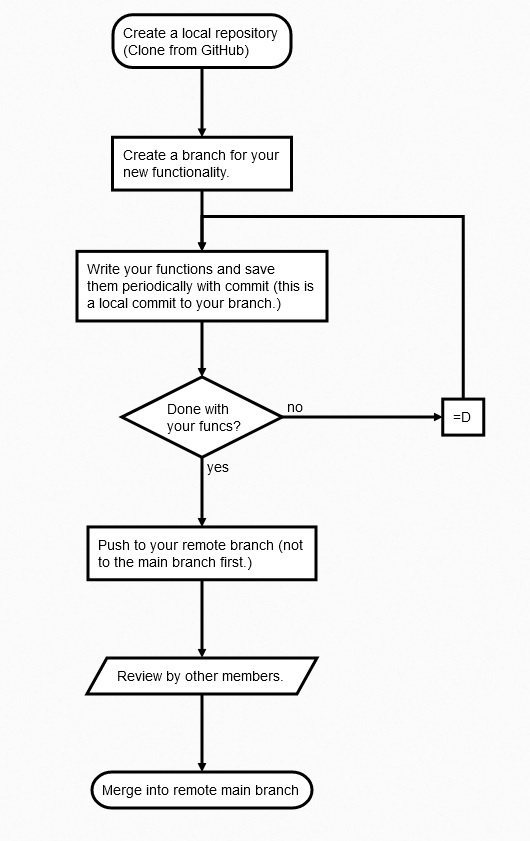 Create a local repository
(Clone from GitHub)
Create a branch for your
new functionality.
Write your functions and save
them periodically with commit (this is
a local commit to your branch.)
Done with
your funcs?
no
=D
yes
Push to your remote branch (not
to the main branch first.)
Review by other members.
Merge into remote main branch